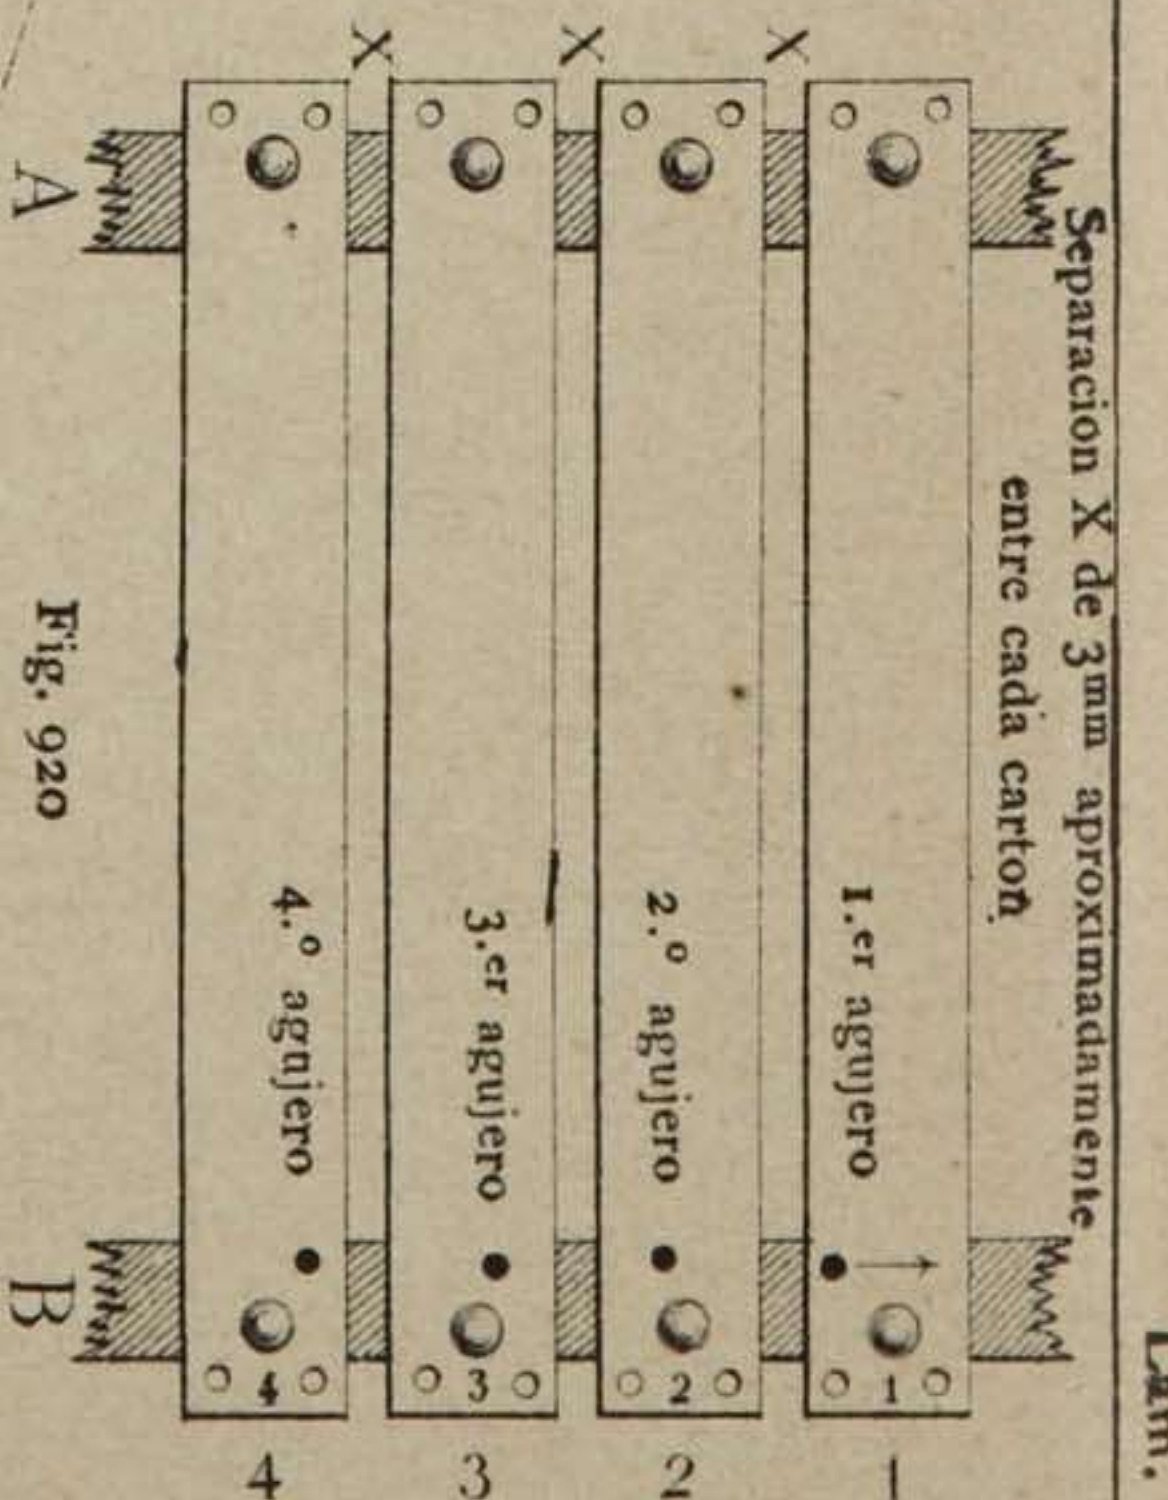 Lám.
Separacion X de 3mm aproximadamente
entre cada carton.
1.er agujero
1
1
X
2.º agujero
2
2
X
3.er agujero
3
3
X
4.º agujero
4
4
A
B
Fig. 920